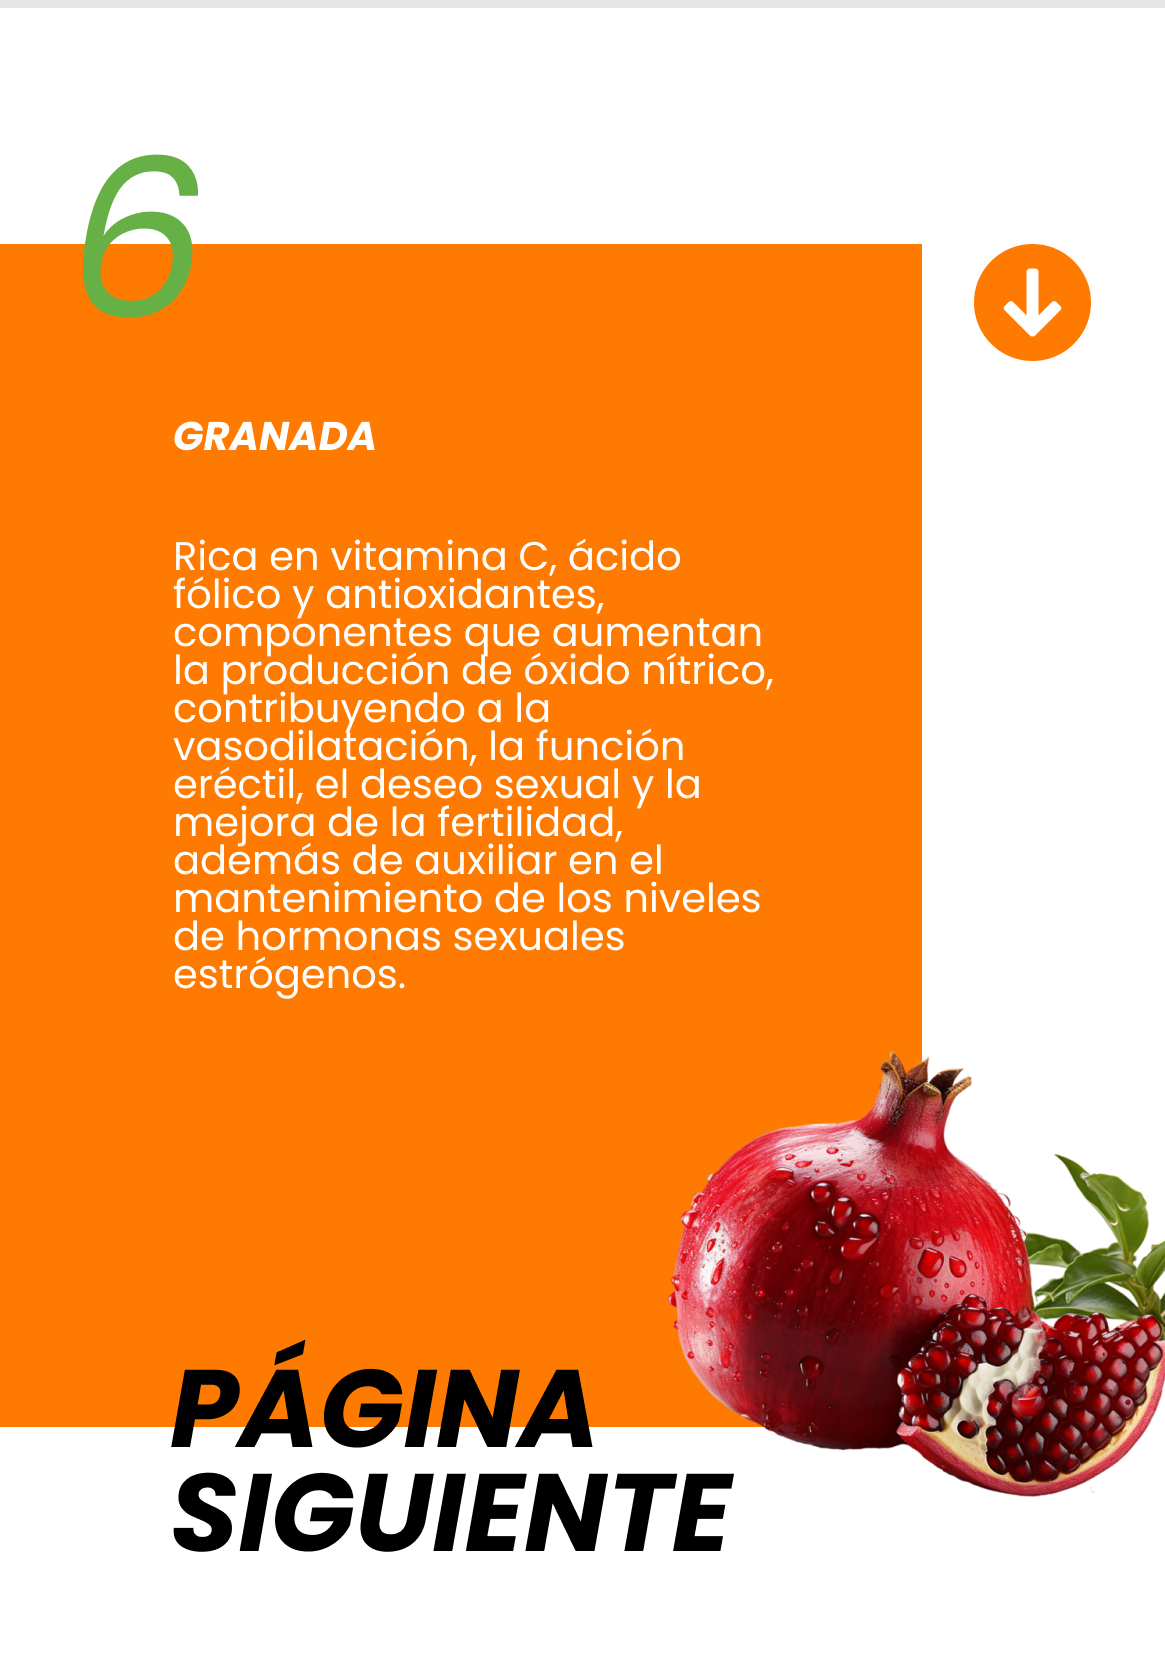 6
GRANADA
Rica en vitamina C, ácido
fólico y antioxidantes,
componentes que aumentan
la producción de óxido nítrico,
contribuyendo a la
vasodilatación, la función
eréctil, el deseo sexual y la
mejora de la fertilidad,
además de auxiliar en el
mantenimiento de los niveles
de hormonas sexuales
estrógenos.
PÁGINA
SIGUIENTE